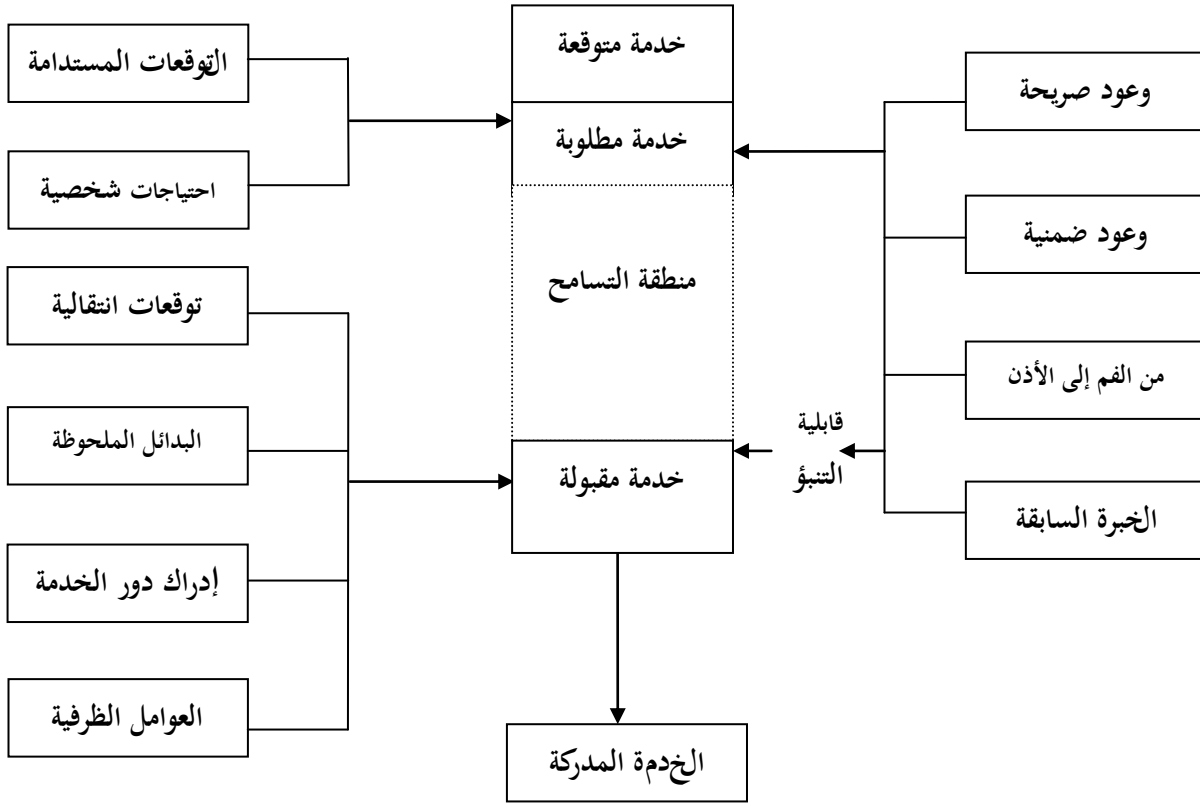 خدمة متوقعة
التوقعات المستدامة
وعود صريحة
خدمة مطلوبة
احتياجات شخصية
وعود ضمنية
منطقة التسامح
توقعات انتقالية
من الفم إلى الأذن
قابلية
التنبؤ
البدائل الملحوظة
خدمة مقبولة
الخبرة السابقة
إدراك دور الخدمة
العوامل الظرفية
الخدمة المدركة